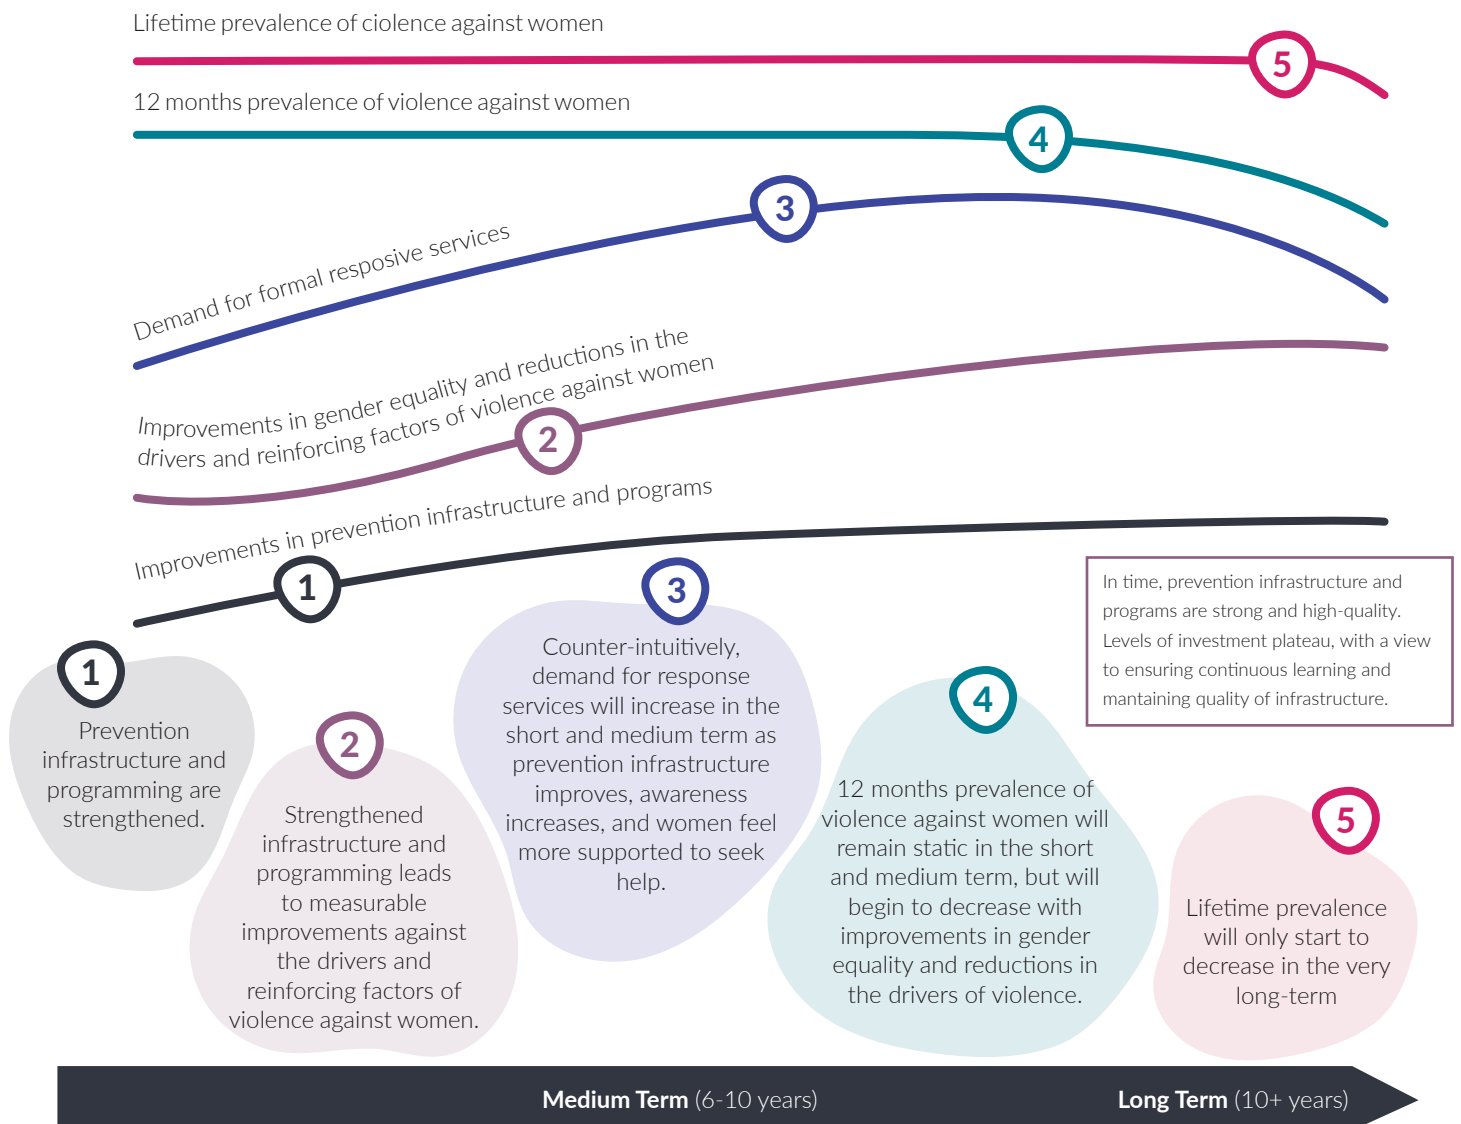 Lifetime prevalence of ciolence against women
5
12 months prevalence of violence against women
4
3
Demand for formal resposive services
Improvements in gender equality and reductions in the
drivers and reinforcing factors of violence against women
2
Improvements in prevention infrastructure and programs
1
In time, prevention infrastructure and
programs are strong and high-quality.
Levels of investment plateau, with a view
to ensuring continuous learning and
mantaining quality of infrastructure.
1
Prevention
infrastructure and
programming are
strengthened.
2
Strengthened
infrastructure and
programming leads
to measurable
improvements against
the drivers and
reinforcing factors of
violence against women.
3
Counter-intuitively,
demand for response
services will increase in the
short and medium term as
prevention infrastructure
improves, awareness
increases, and women feel
more supported to seek
help.
4
12 months prevalence of
violence against women will
remain static in the short
and medium term, but will
begin to decrease with
improvements in gender
equality and reductions in
the drivers of violence.
5
Lifetime prevalence
will only start to
decrease in the very
long-term
Medium Term (6-10 years)
Long Term (10+ years)